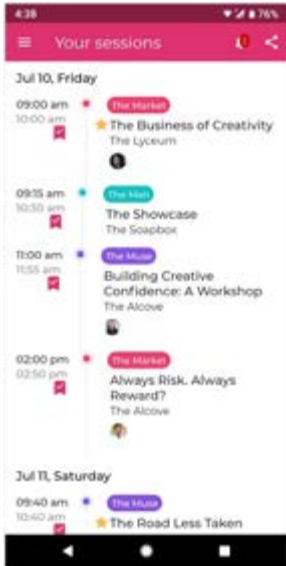 4:38
76%
Your sessions
Jul 10, Friday
09:00 am
The Market
10:00 am
The Business of Creativity
The Lyceum
09:15 am
10:30 am
The Showcase
The Soapbox
11:00 am
The Muse
11:55 am
Building Creative
Confidence: A Workshop
The Alcove
02:00 pm
The Market
02:50 pm
Always Risk. Always
Reward?
The Alcove
Jul 11, Saturday
09:40 am
The Muse
10:40 am
The Road Less Taken